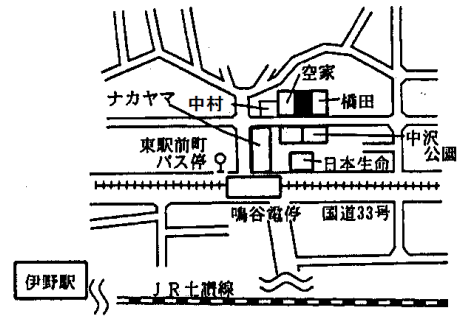 空家
ナカヤマ
中村
橋田
東駅前町
バス停
中沢
公園
日本生命
鳴谷電停
国道33号
伊野駅
JR土讃線